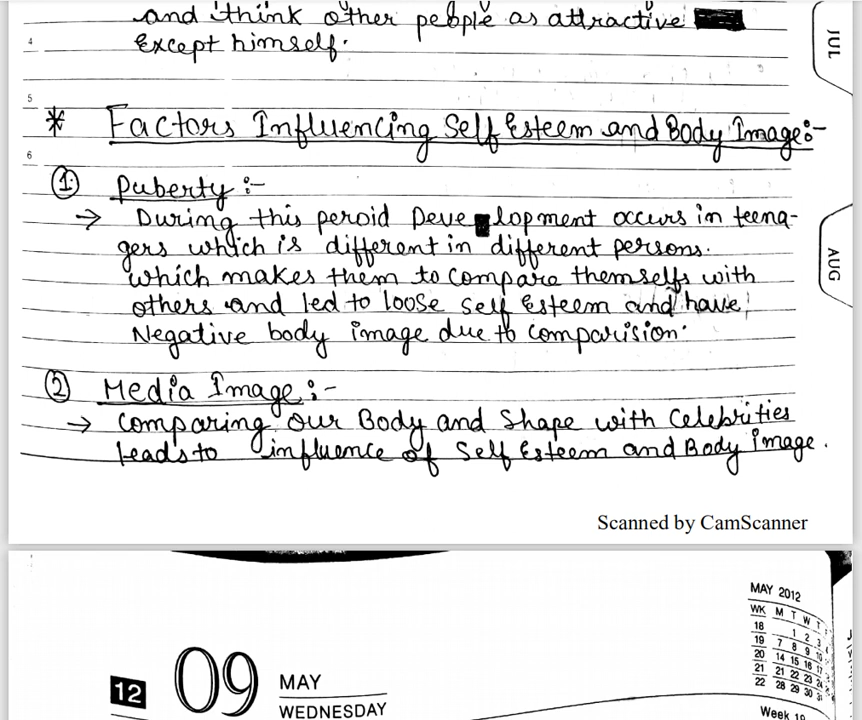 and think other people as attractive
Except himself.
JUL
4
5
* Factors Influencing Self Esteem and Body Image:-
6
① Puberty :-
→ During this peroid Deve lopment occurs in teena-
gers which is different in different persons.
which makes them to compare themselfs with
others and led to loose self Esteem and have
Negative body image due to comparision.
AUG
② Media Image :-
→ Comparing our Body and Shape with Celebrities
leads to influence of Self Esteem and Body image.
Scanned by CamScanner
MAY 2012
WK M T W T
18 1 2 3
19 7 8 9 10
20 14 15 16 17
21 21 22 23 24
22 28 29 30 31
12 09 MAY
WEDNESDAY
Week 19